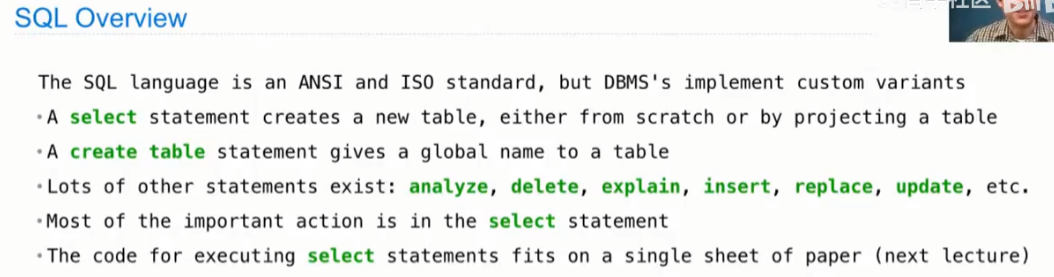 SQL Overview
The SQL language is an ANSI and ISO standard, but DBMS's implement custom variants
•A select statement creates a new table, either from scratch or by projecting a table
•A create table statement gives a global name to a table
•Lots of other statements exist: analyze, delete, explain, insert, replace, update, etc.
•Most of the important action is in the select statement
•The code for executing select statements fits on a single sheet of paper (next lecture)